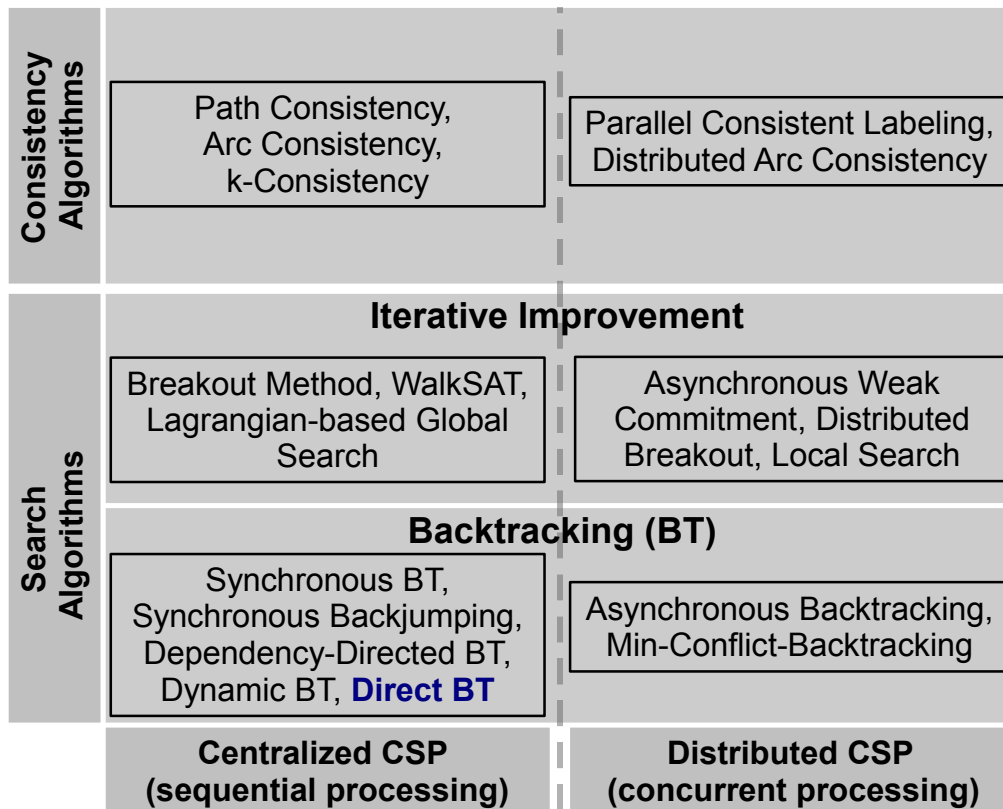 Consistency
Algorithms
Path Consistency,
Arc Consistency,
k-Consistency
Parallel Consistent Labeling,
Distributed Arc Consistency
Search
Algorithms
Iterative Improvement
Breakout Method, WalkSAT,
Lagrangian-based Global
Search
Asynchronous Weak
Commitment, Distributed
Breakout, Local Search
Backtracking (BT)
Synchronous BT,
Synchronous Backjumping,
Dependency-Directed BT,
Dynamic BT, Direct BT
Asynchronous Backtracking,
Min-Conflict-Backtracking
Centralized CSP
(sequential processing)
Distributed CSP
(concurrent processing)